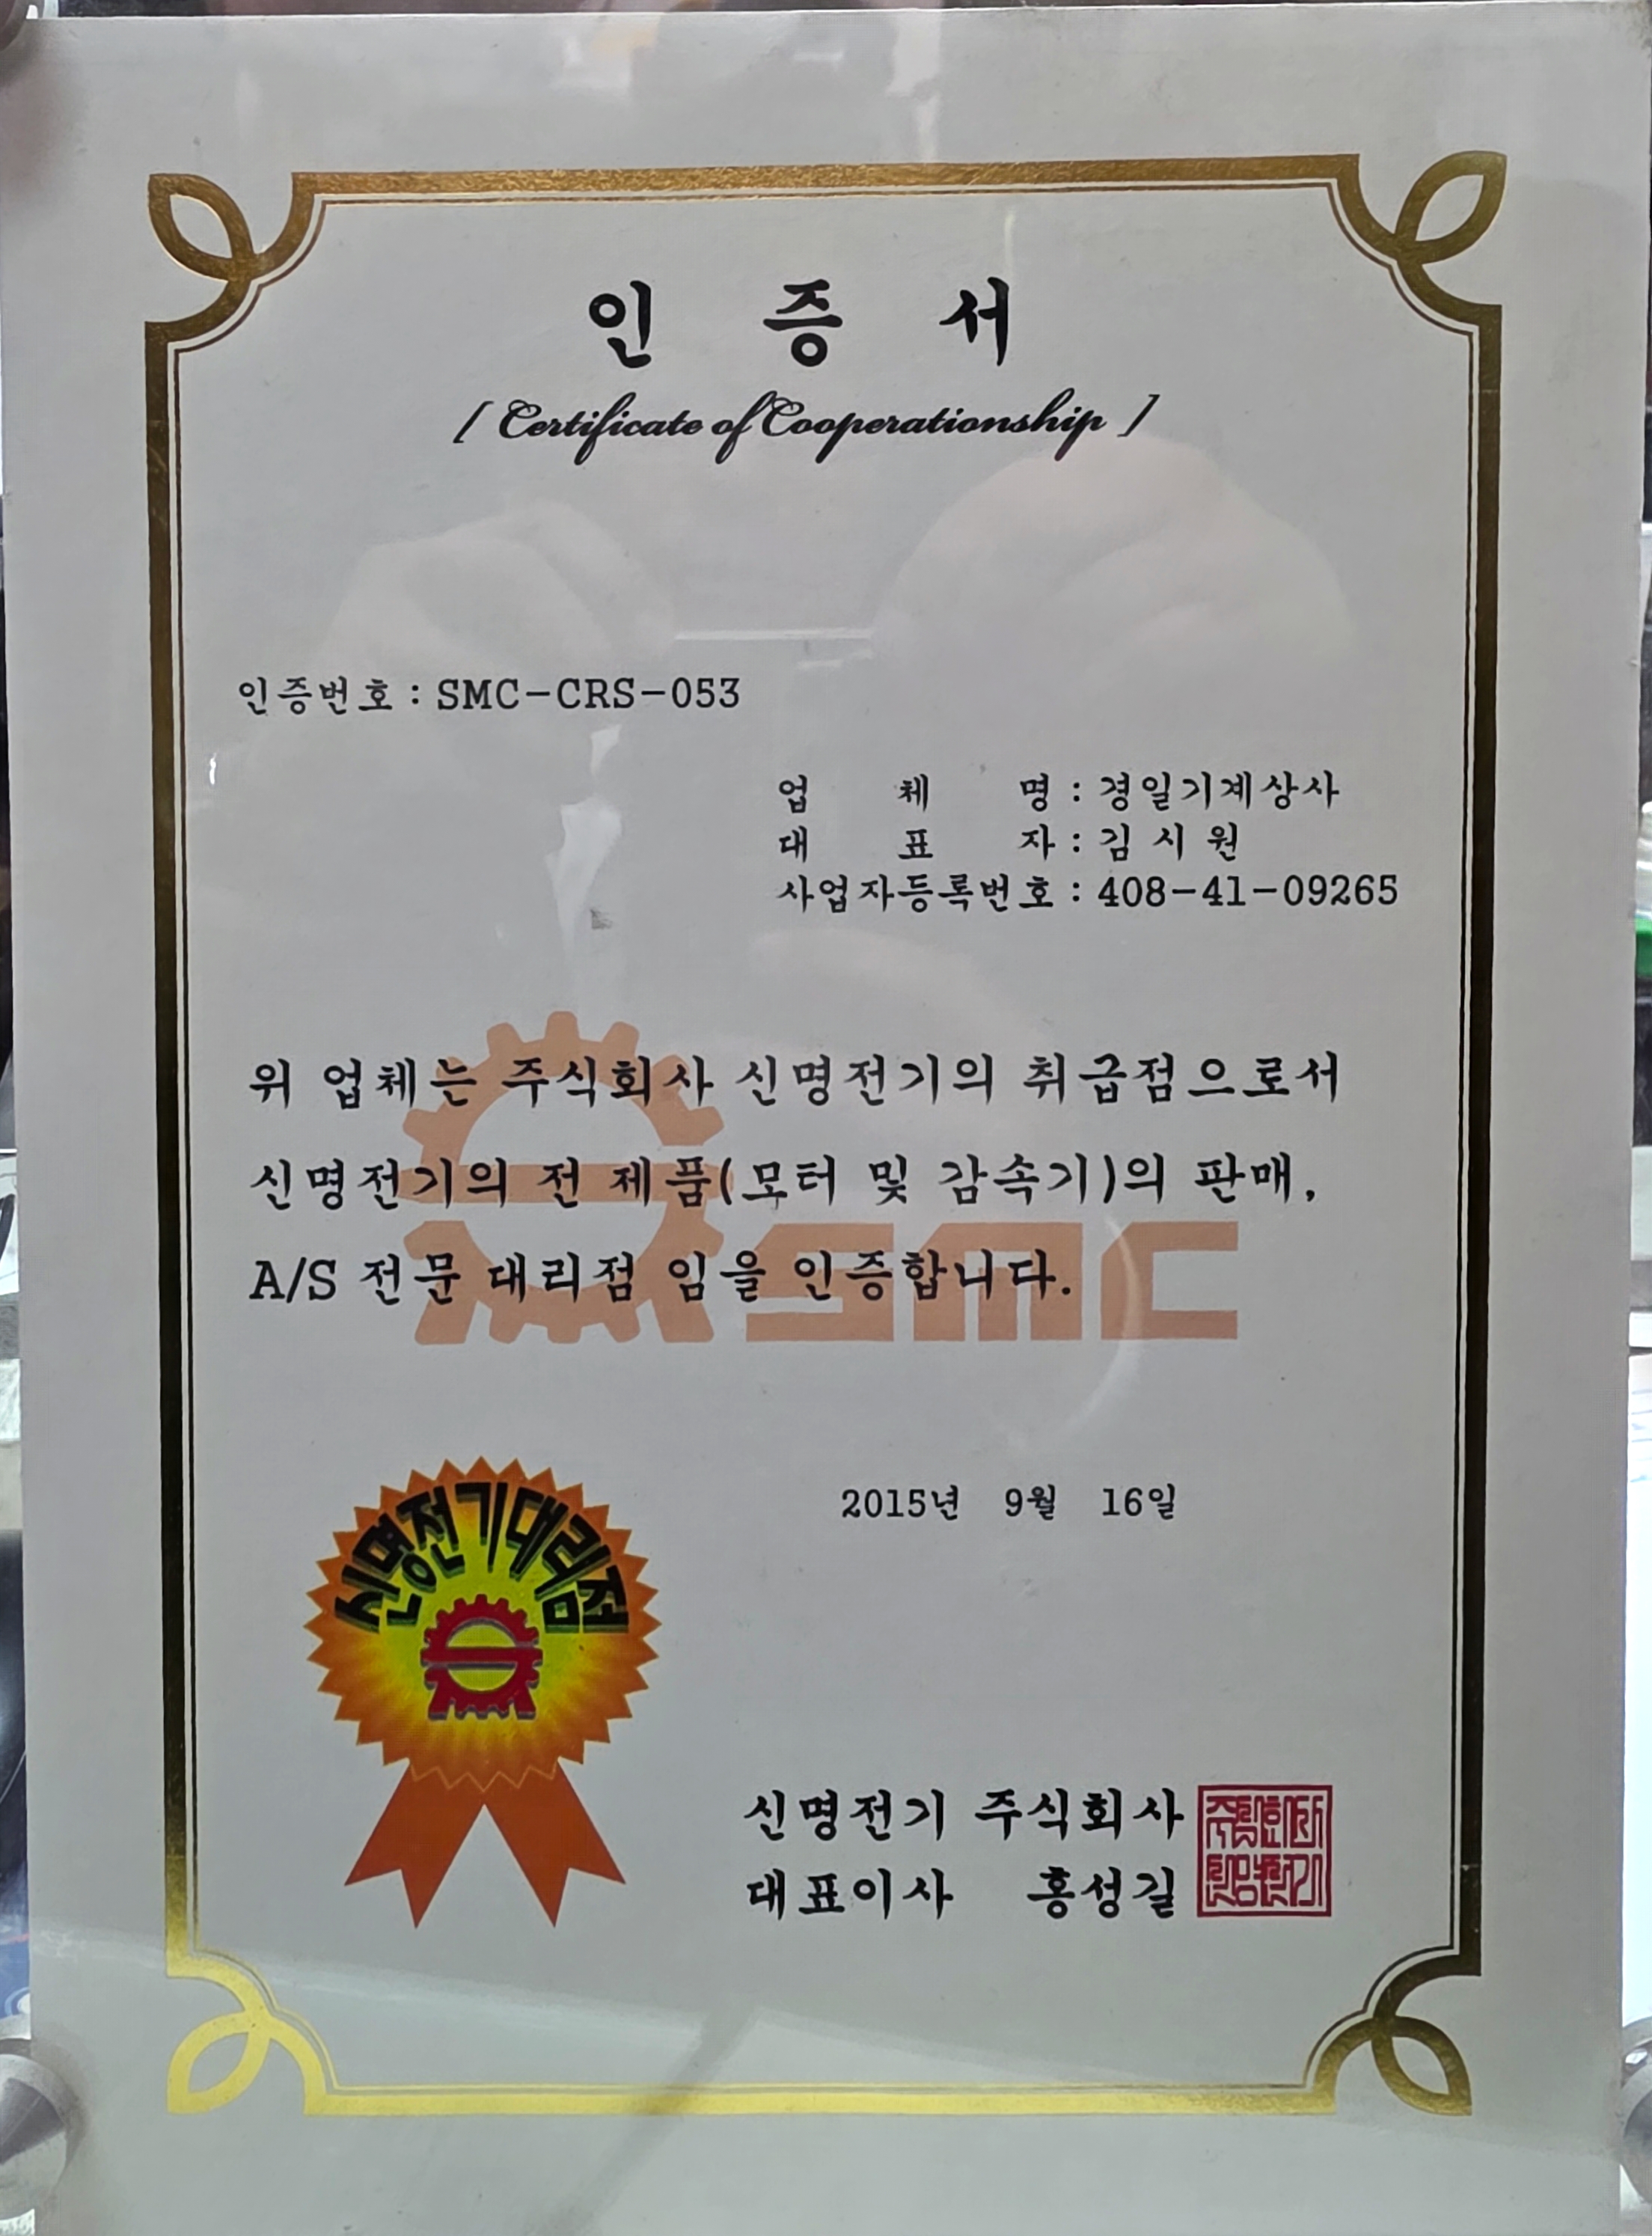 인 증 서
[ Certificate of Cooperationship ]
인증번호 : SMC-CRS-053
업 체 명 : 경일기계상사
대 표 자 : 김 시 원
사업자등록번호 : 408-41-09265
위 업체는 주식회사 신명전기의 취급점으로서
신명전기의 전 제품(모터 및 감속기)의 판매,
A/S 전문 대리점 임을 인증합니다.
SMC
2015년 9월 16일
신명전기대리점
신명전기 주식회사
대표이사 홍성길